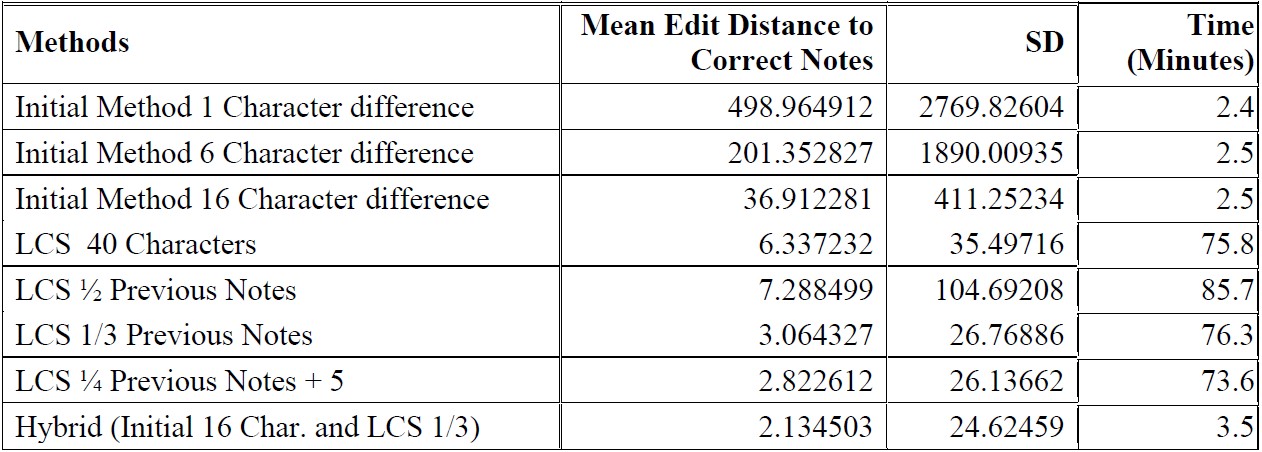 Methods Mean Edit Distance to Correct Notes SD Time (Minutes)
Initial Method 1 Character difference 498.964912 2769.82604 2.4
Initial Method 6 Character difference 201.352827 1890.00935 2.5
Initial Method 16 Character difference 36.912281 411.25234 2.5
LCS 40 Characters 6.337232 35.49716 75.8
LCS ½ Previous Notes 7.288499 104.69208 85.7
LCS 1/3 Previous Notes 3.064327 26.76886 76.3
LCS ¼ Previous Notes + 5 2.822612 26.13662 73.6
Hybrid (Initial 16 Char. and LCS 1/3) 2.134503 24.62459 3.5